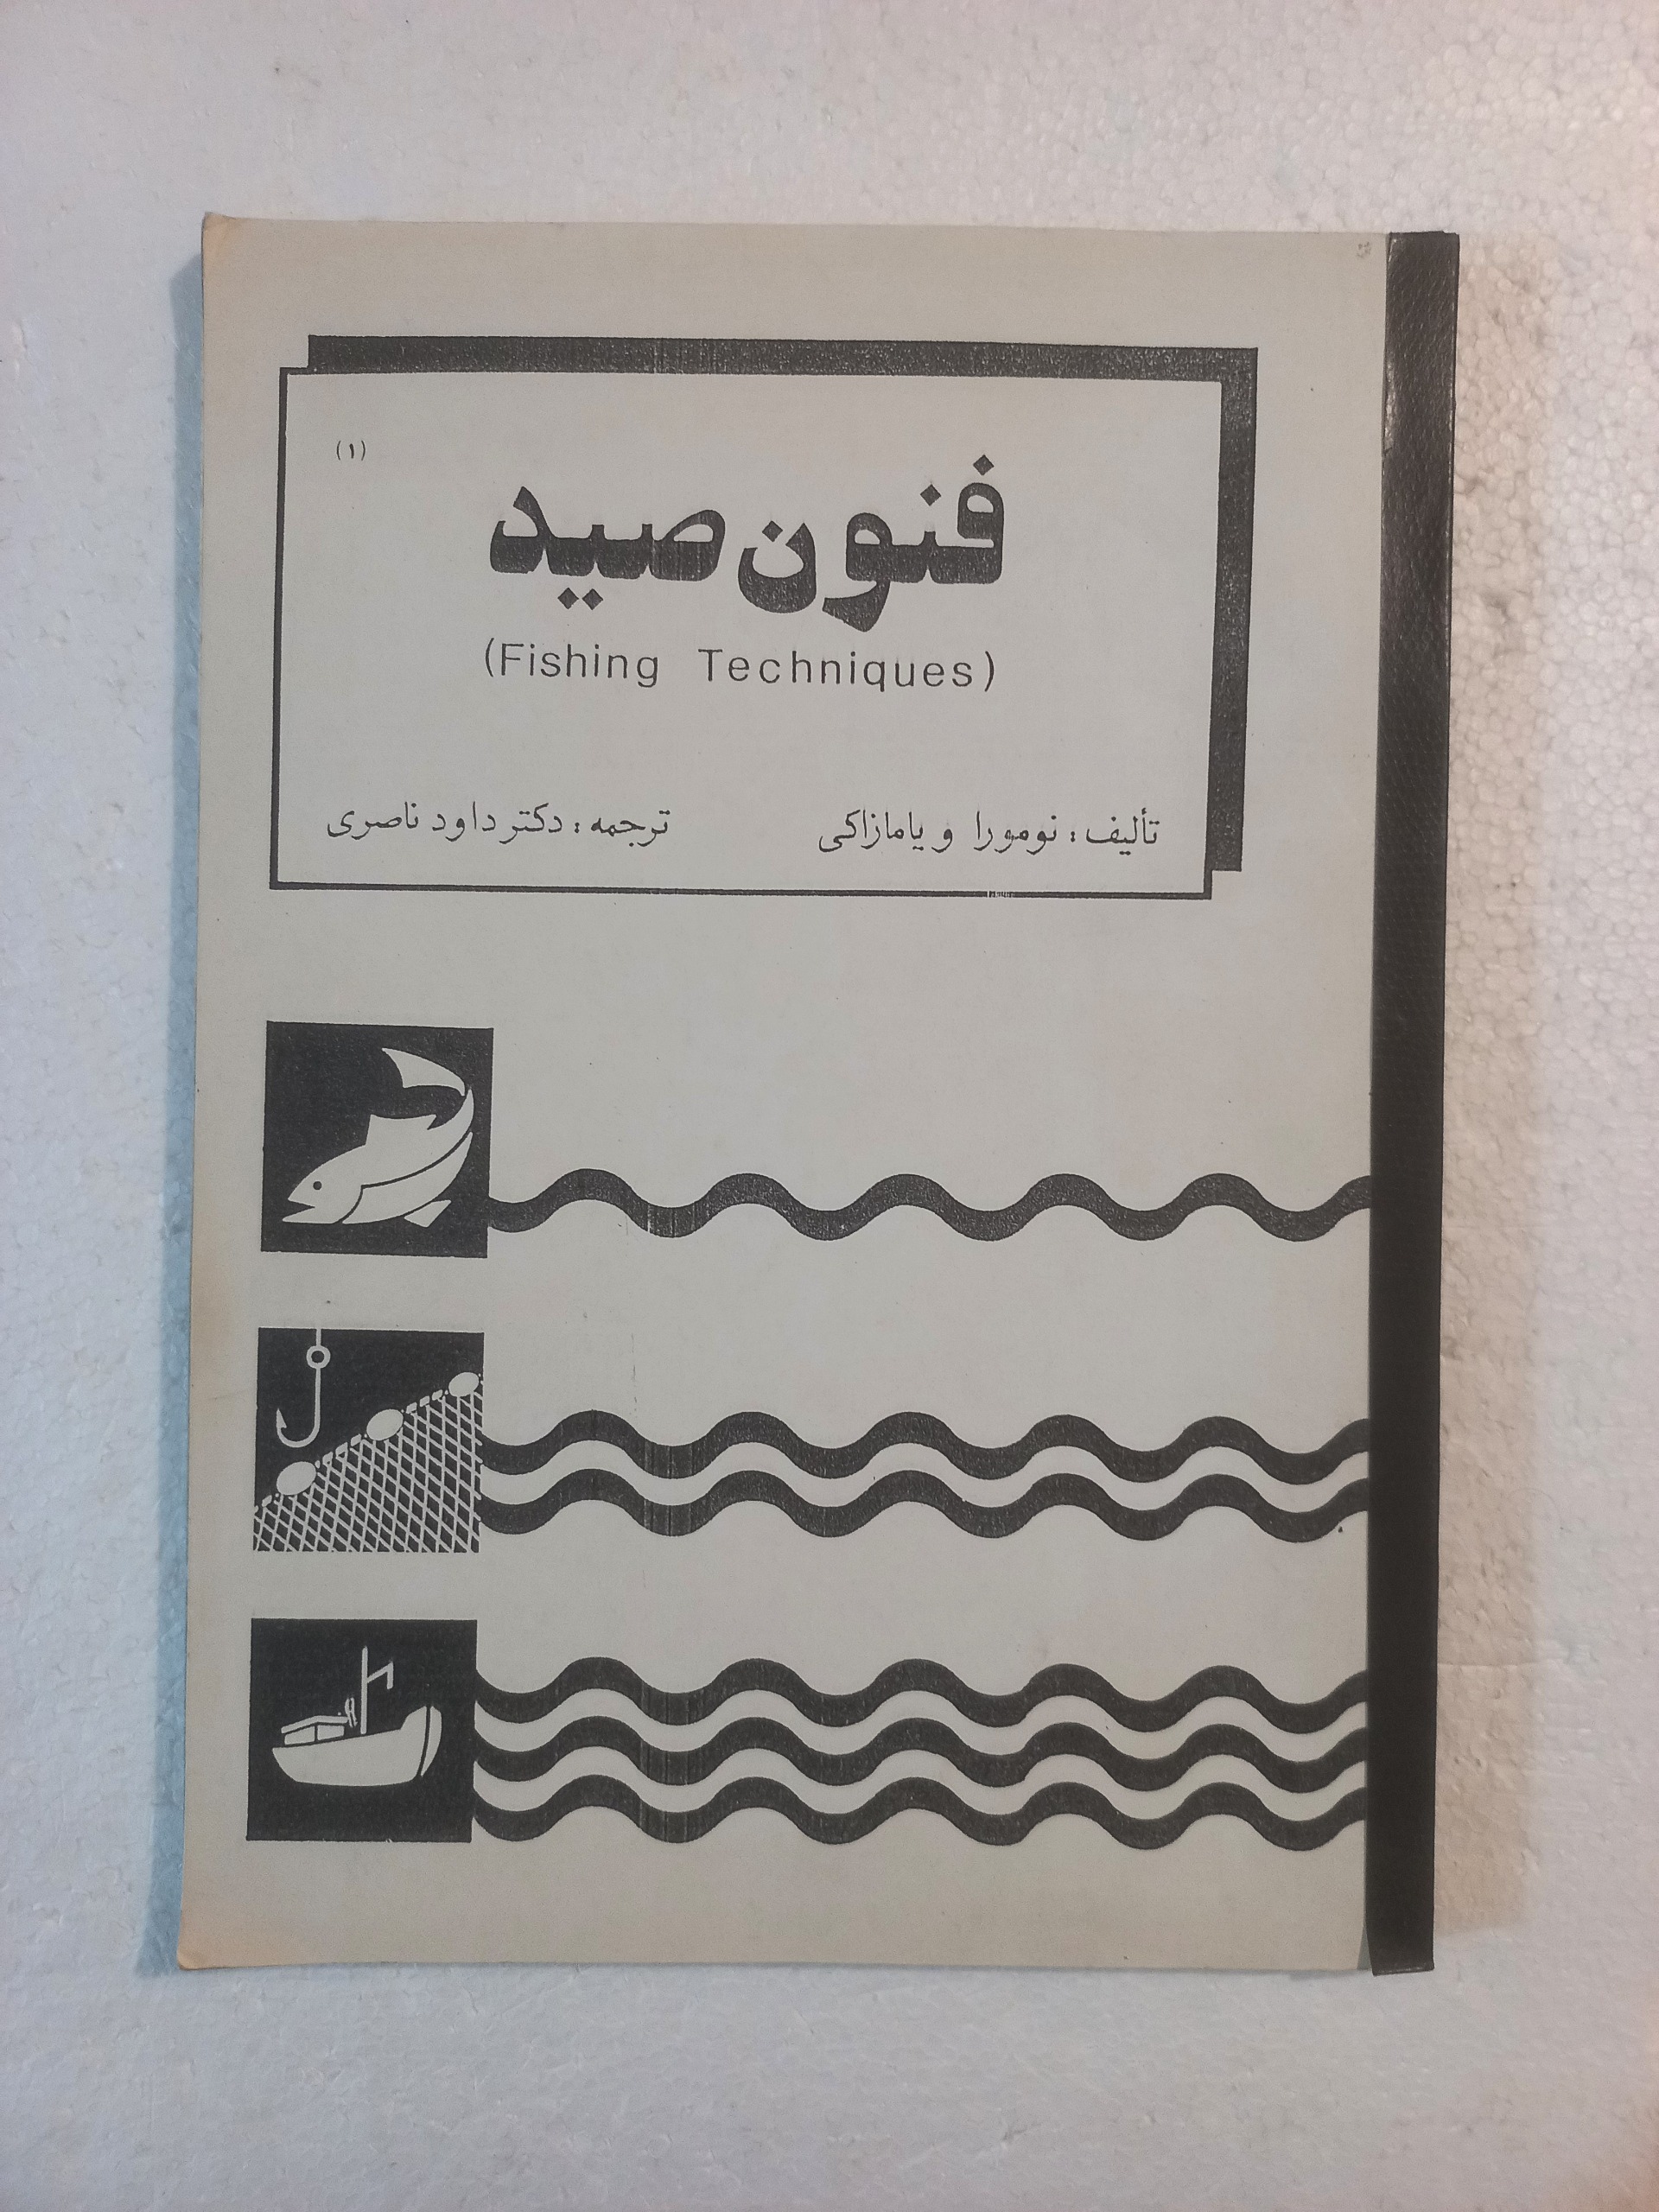 (۱)
فنون صید
(Fishing Techniques)
تألیف: نومورا و یامازاکی ترجمه: دکتر داود ناصری